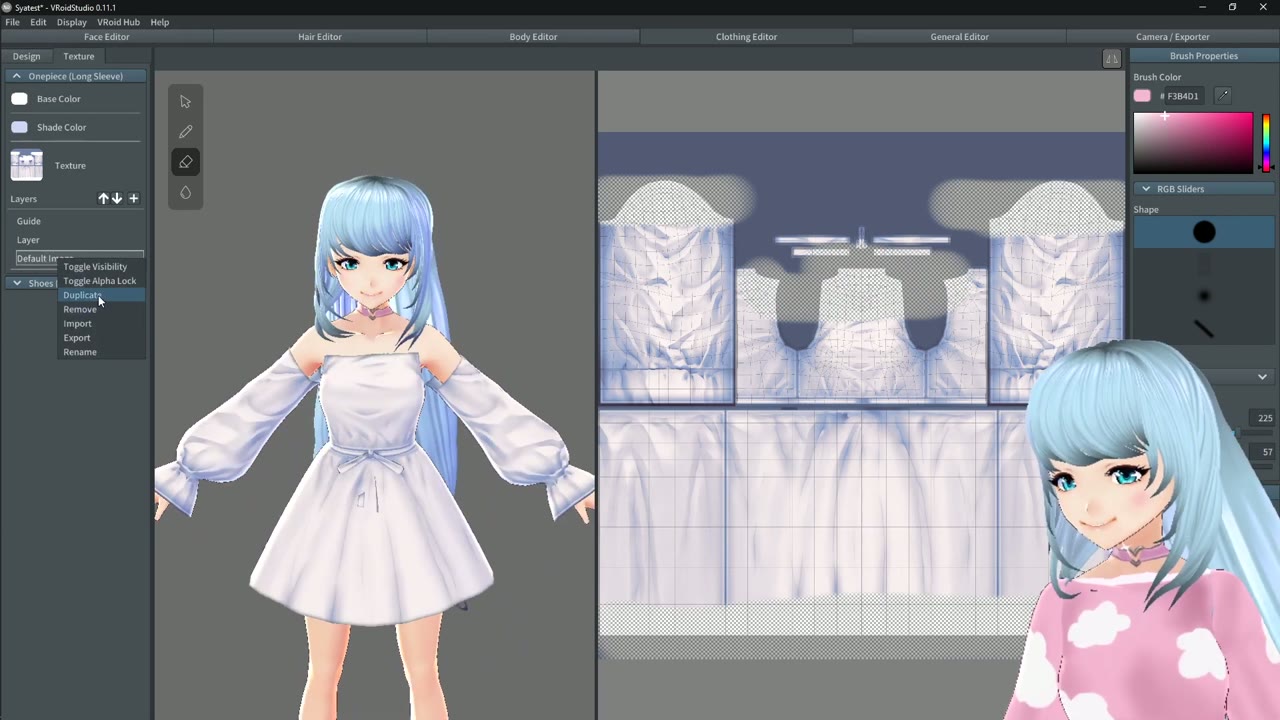 Syatest* - VRoidStudio 0.11.1
File Edit Display VRoid Hub Help
Face Editor Hair Editor Body Editor Clothing Editor General Editor Camera / Exporter
Design Texture
Onepiece (Long Sleeve)
Base Color
Shade Color
Texture
Layers
Guide
Layer
Default
Toggle Visibility
Toggle Alpha Lock
Duplicate
Remove
Import
Export
Rename
Shoes
Brush Properties
Brush Color
# F3B4D1
RGB Sliders
Shape
225
57